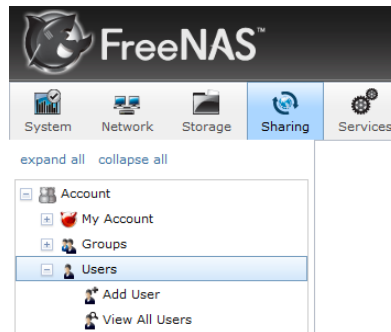 FreeNAS™
System Network Storage Sharing Services
expand all collapse all
Account
My Account
Groups
Users
Add User
View All Users